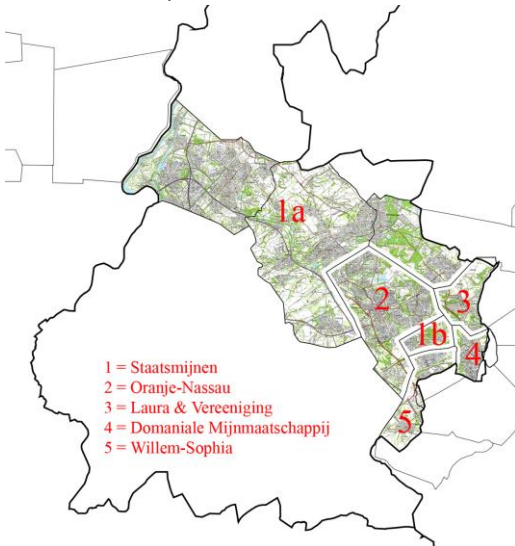 1a
2
3
1b
4
5
1 = Staatsmijnen
2 = Oranje-Nassau
3 = Laura & Vereeniging
4 = Domaniale Mijnmaatschappij
5 = Willem-Sophia